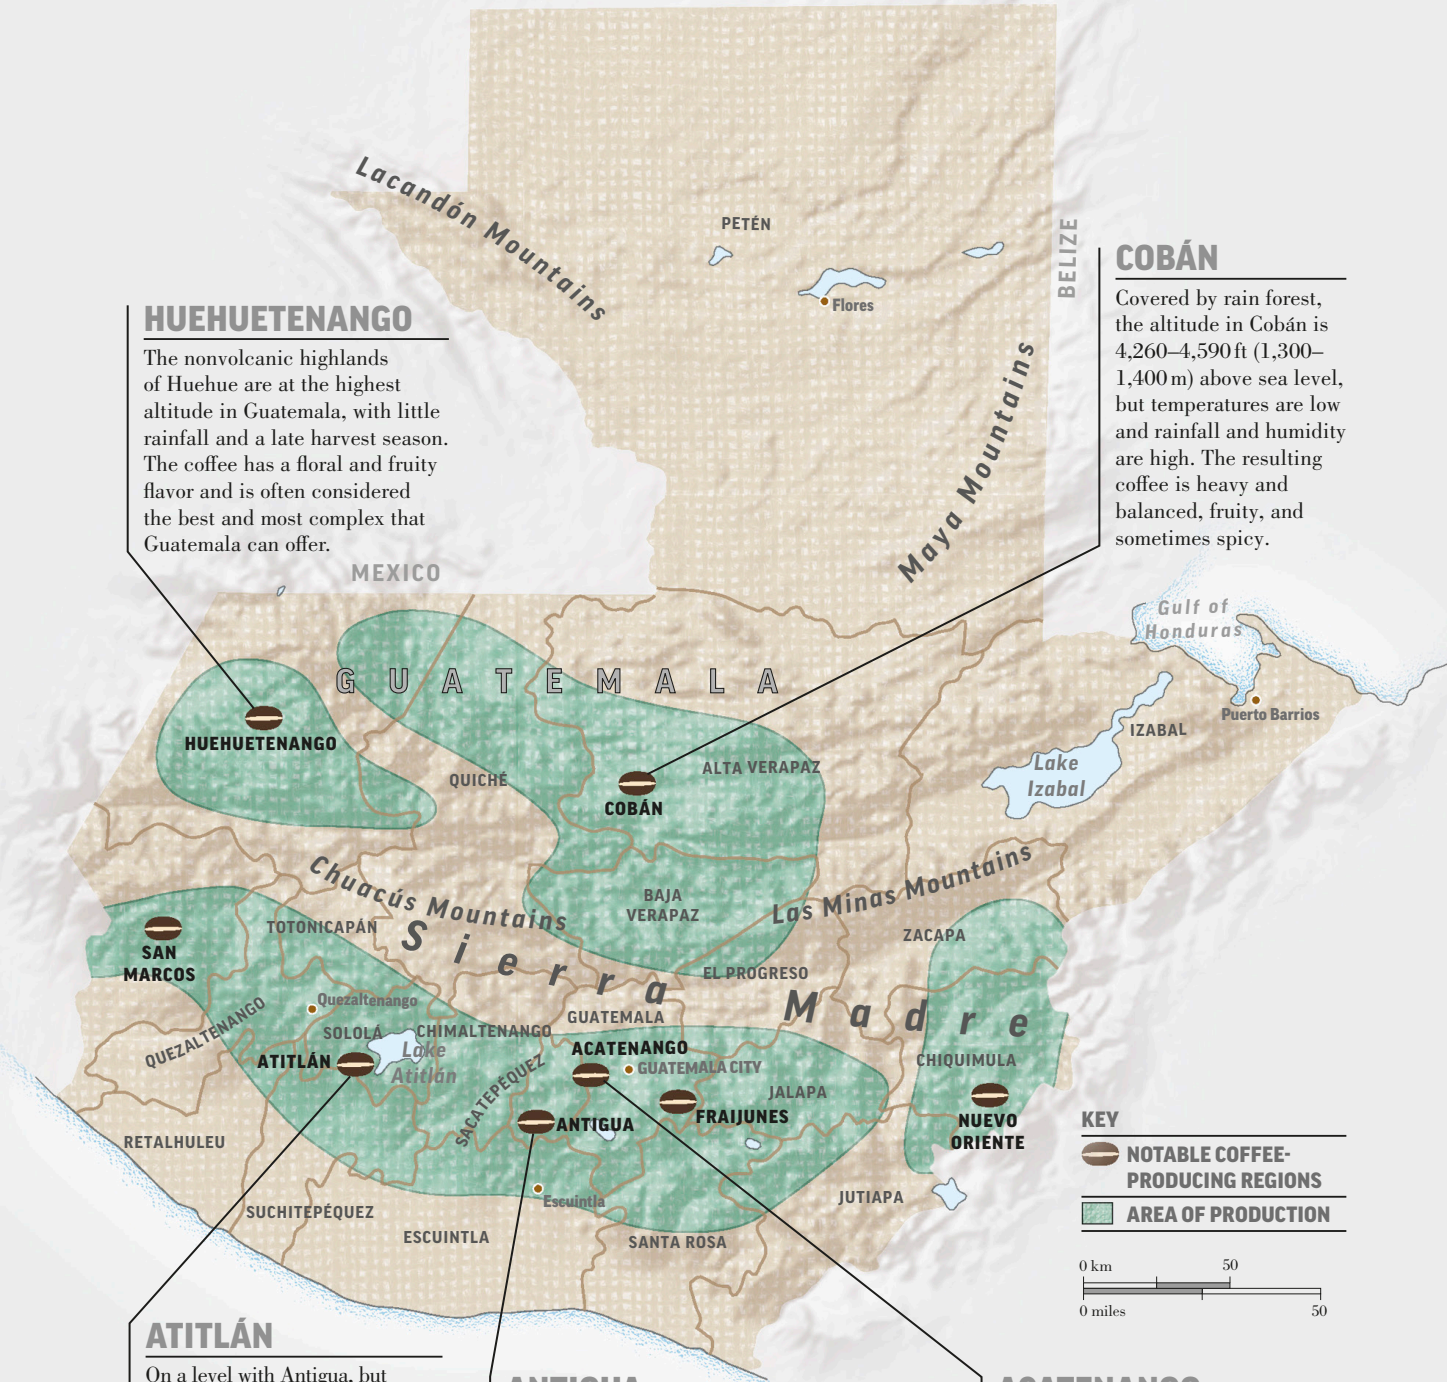 Lacandón Mountains
PETÉN
Flores
BELIZE
Maya Mountains
COBÁN
Covered by rain forest,
the altitude in Cobán is
4,260–4,590 ft (1,300–
1,400 m) above sea level,
but temperatures are low
and rainfall and humidity
are high. The resulting
coffee is heavy and
balanced, fruity, and
sometimes spicy.
HUEHUETENANGO
The nonvolcanic highlands
of Huehue are at the highest
altitude in Guatemala, with little
rainfall and a late harvest season.
The coffee has a floral and fruity
flavor and is often considered
the best and most complex that
Guatemala can offer.
MEXICO
Gulf of
Honduras
GUATEMALA
Puerto Barrios
IZABAL
Lake
Izabal
HUEHUETENANGO
QUICHÉ
ALTA VERAPAZ
COBÁN
Chuacús Mountains
BAJA
VERAPAZ
Las Minas Mountains
SAN
MARCOS
TOTONICAPÁN
Sierra Madre
ZACAPA
EL PROGRESO
Quezaltenango
QUEZALTENANGO
SOLOLÁ
CHIMALTENANGO
GUATEMALA
ATITLÁN
Lake
Atitlán
ACATENANGO
GUATEMALA CITY
CHIQUIMULA
SACATEPÉQUEZ
JALAPA
ANTIGUA
FRAIJUNES
NUEVO
ORIENTE
RETALHULEU
Escuintla
JUTIAPA
SUCHITEPÉQUEZ
ESCUINTLA
SANTA ROSA
KEY
NOTABLE COFFEE-
PRODUCING REGIONS
AREA OF PRODUCTION
0 km 50
0 miles 50
ATITLÁN
On a level with Antigua, but
ANTIGUA
ACATENANGO